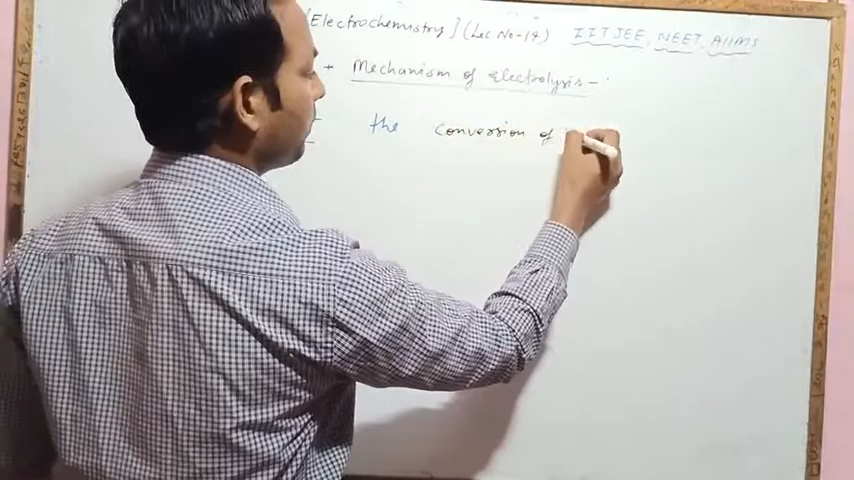 Electrochemistry] (Lec No-14) IITJEE, NEET, AIIMS
+ Mechanism of electrolysis -
the conversion of